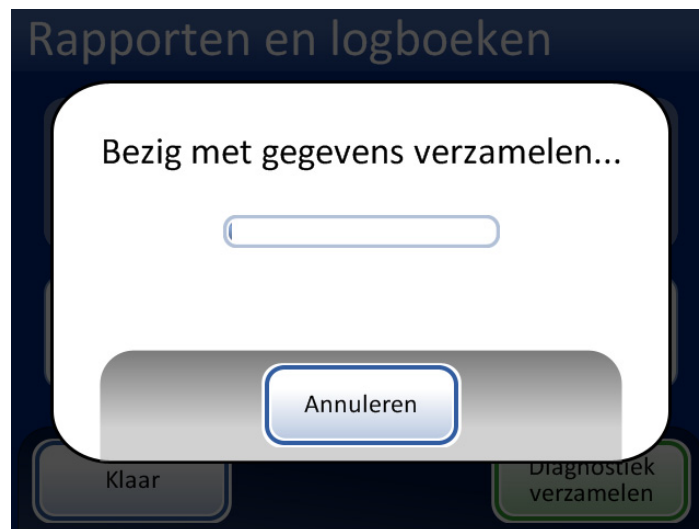 Rapporten en logboeken
Bezig met gegevens verzamelen...
Annuleren
Klaar
Diagnostiek
verzamelen